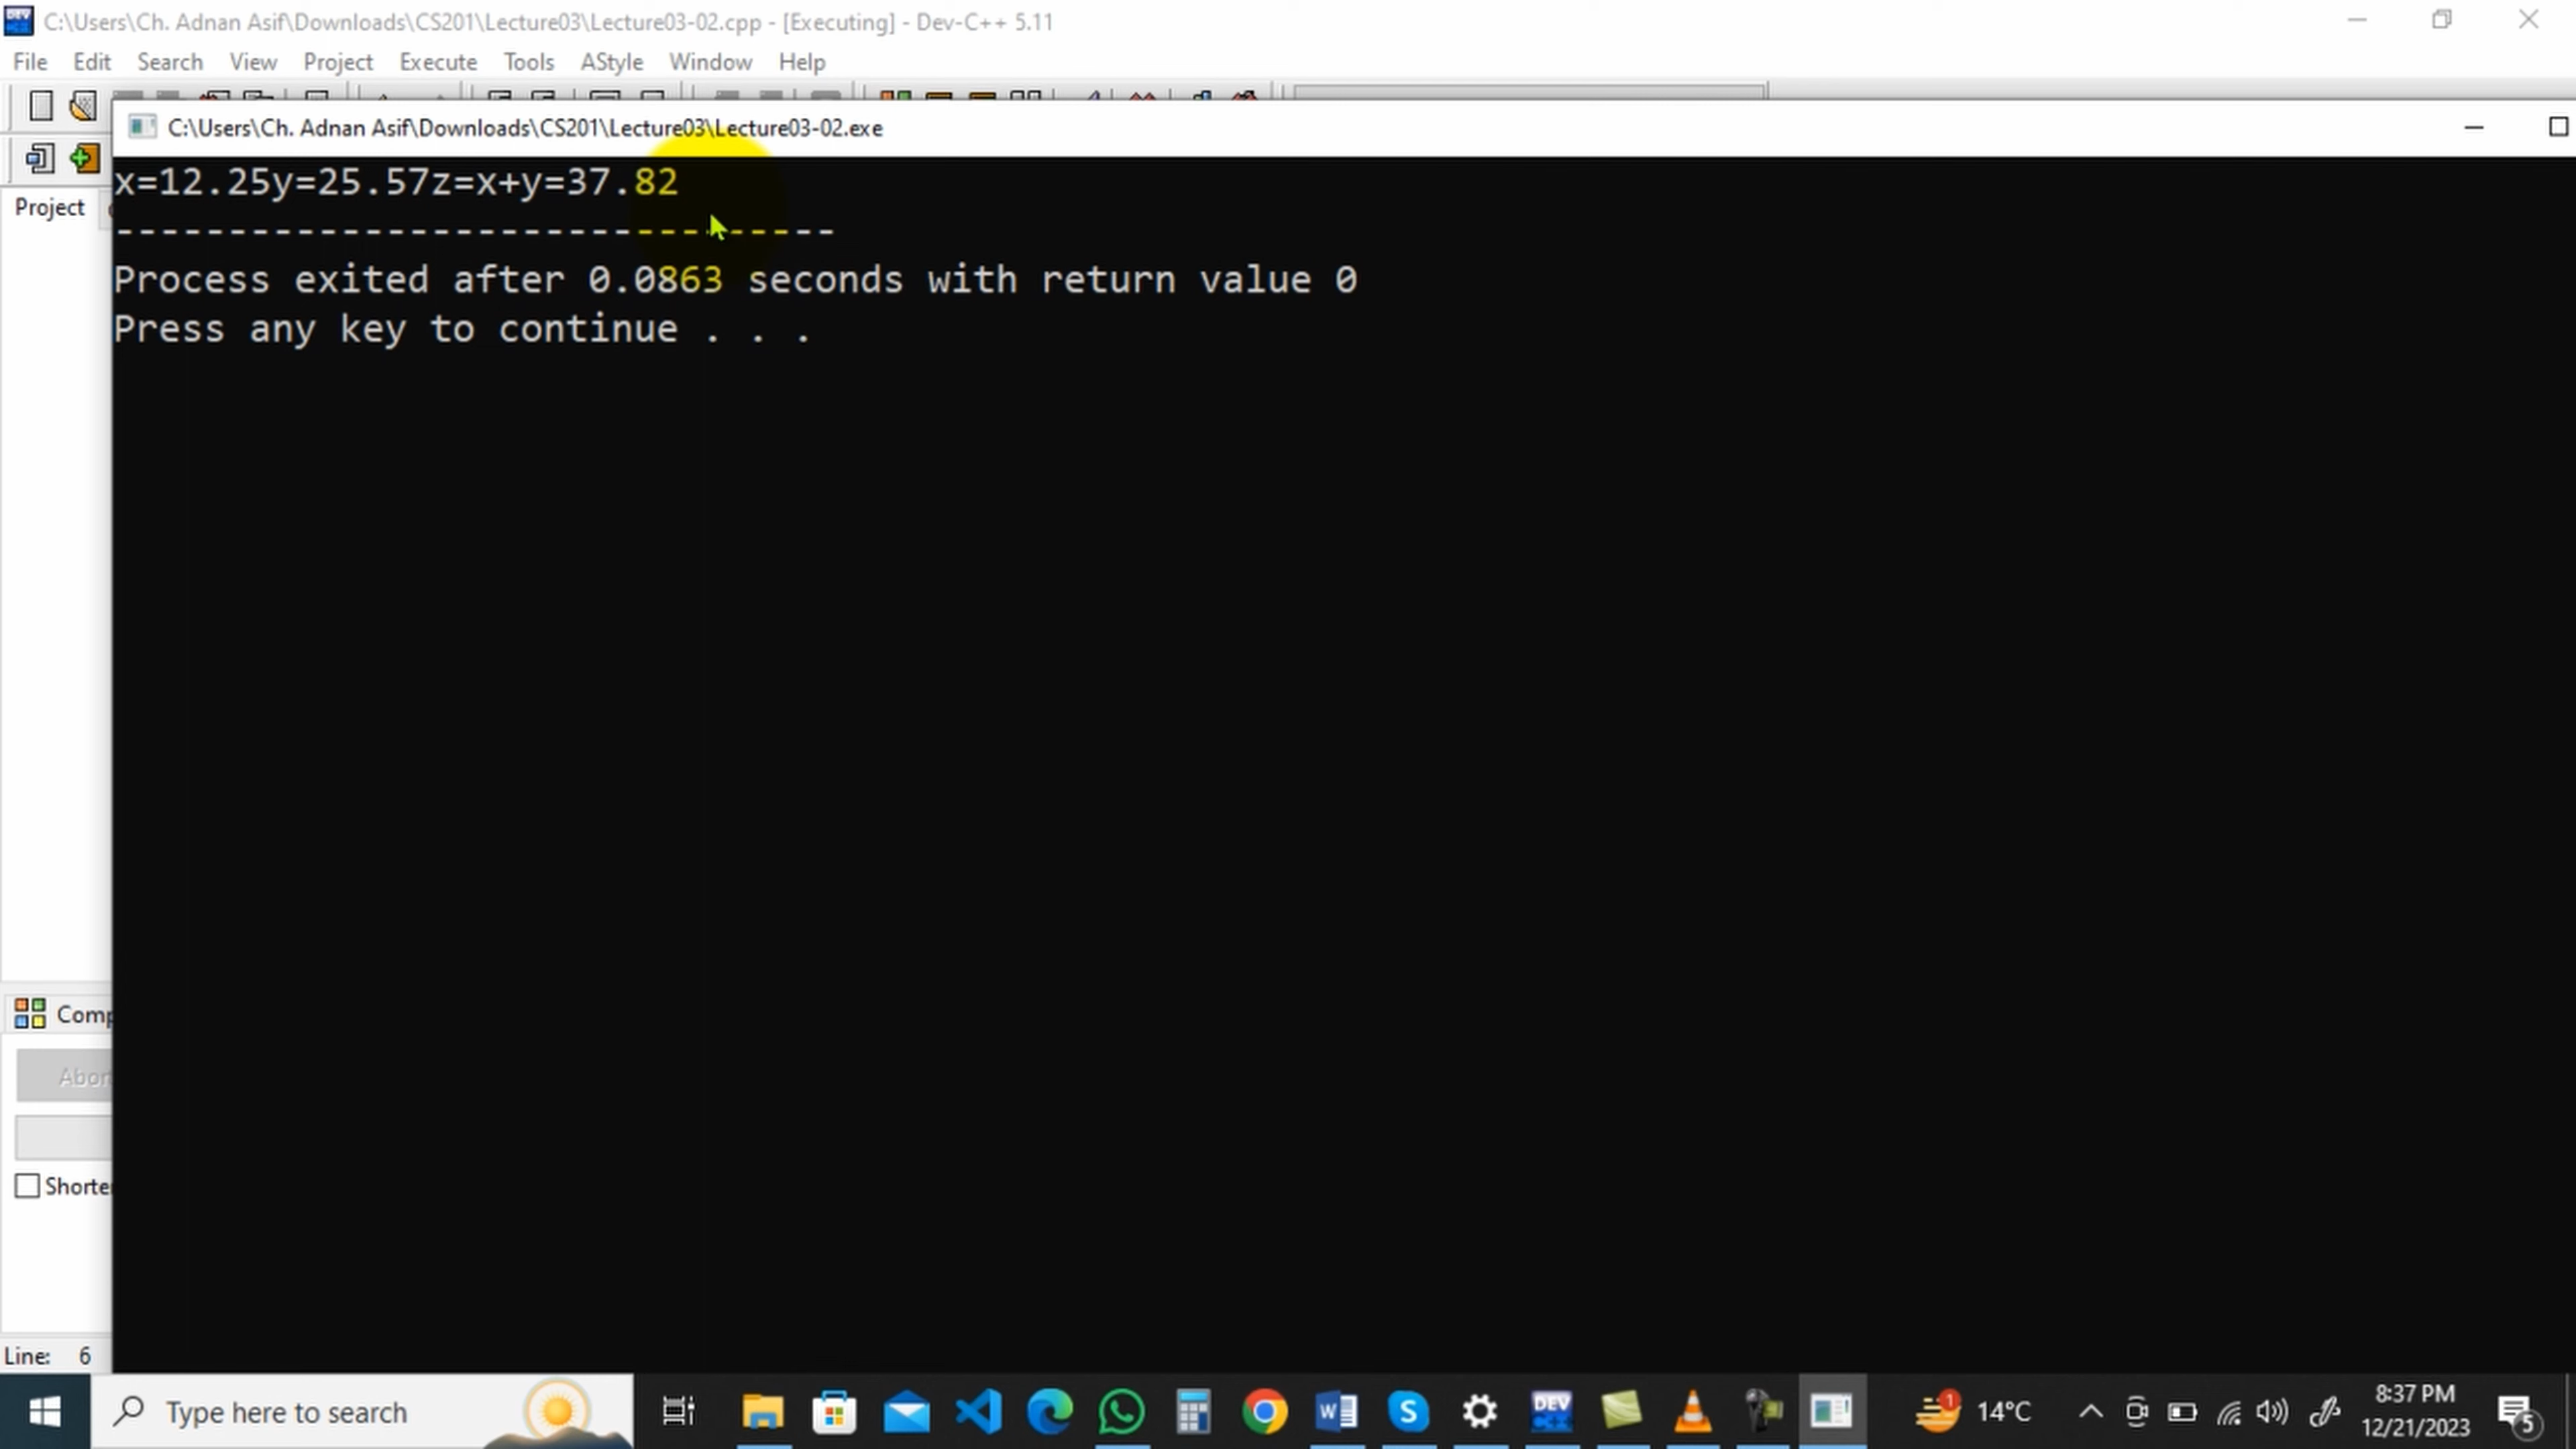 C:\Users\Ch. Adnan Asif\Downloads\CS201\Lecture03\Lecture03-02.cpp - [Executing] - Dev-C++ 5.11
File Edit Search View Project Execute Tools AStyle Window Help
C:\Users\Ch. Adnan Asif\Downloads\CS201\Lecture03\Lecture03-02.exe
x=12.25y=25.57z=x+y=37.82
Project
--------------------------------
Process exited after 0.0863 seconds with return value 0
Press any key to continue . . .
Comp
Abor
Shorte
Line: 6
Type here to search
DEV C++
1
14°C
8:37 PM
12/21/2023
5